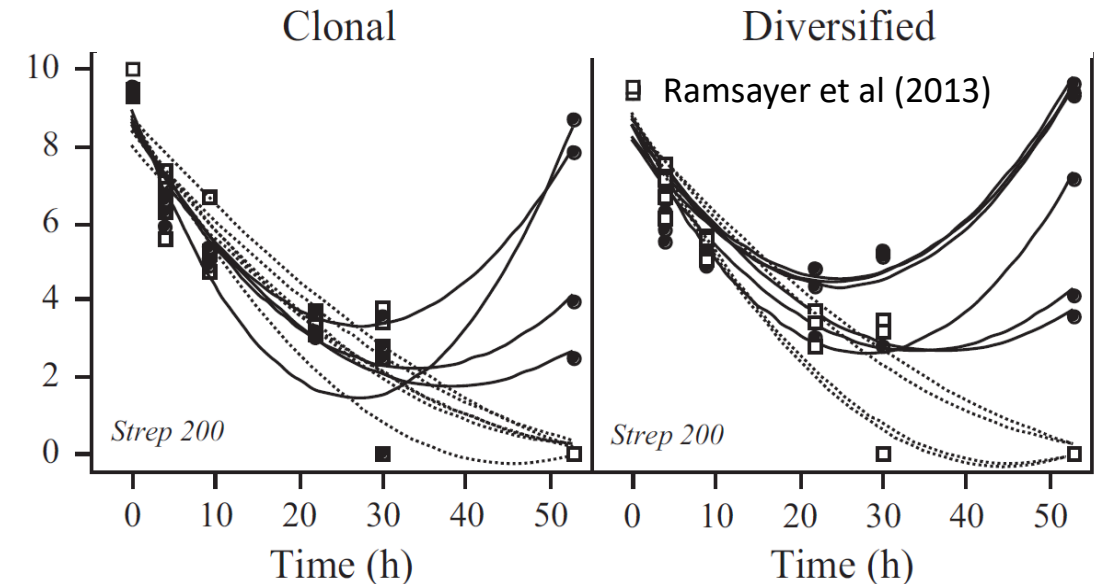 Clonal
Diversified
10
8
6
4
2
0
Ramsayer et al (2013)
Strep 200
Strep 200
0 10 20 30 40 50
0 10 20 30 40 50
Time (h)
Time (h)